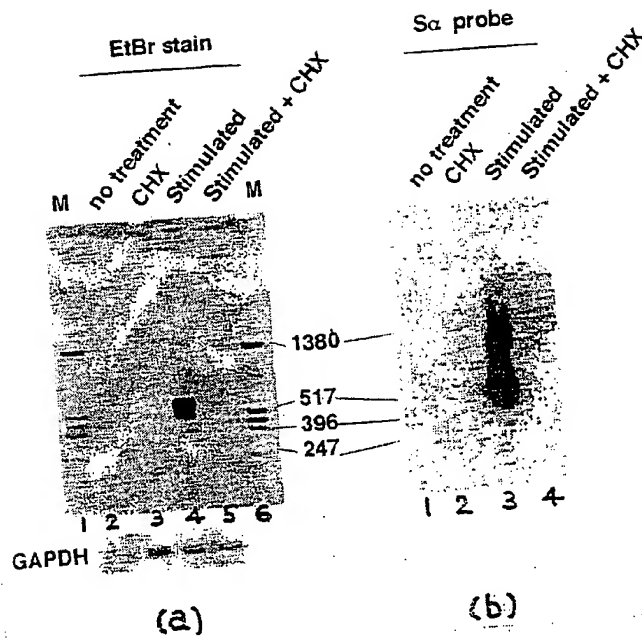 EtBr stain
M
no treatment
CHX
Stimulated
Stimulated + CHX
M
1380
517
396
247
1 2 3 4 5 6
GAPDH
(a)
Sα probe
no treatment
CHX
Stimulated
Stimulated + CHX
1 2 3 4
(b)